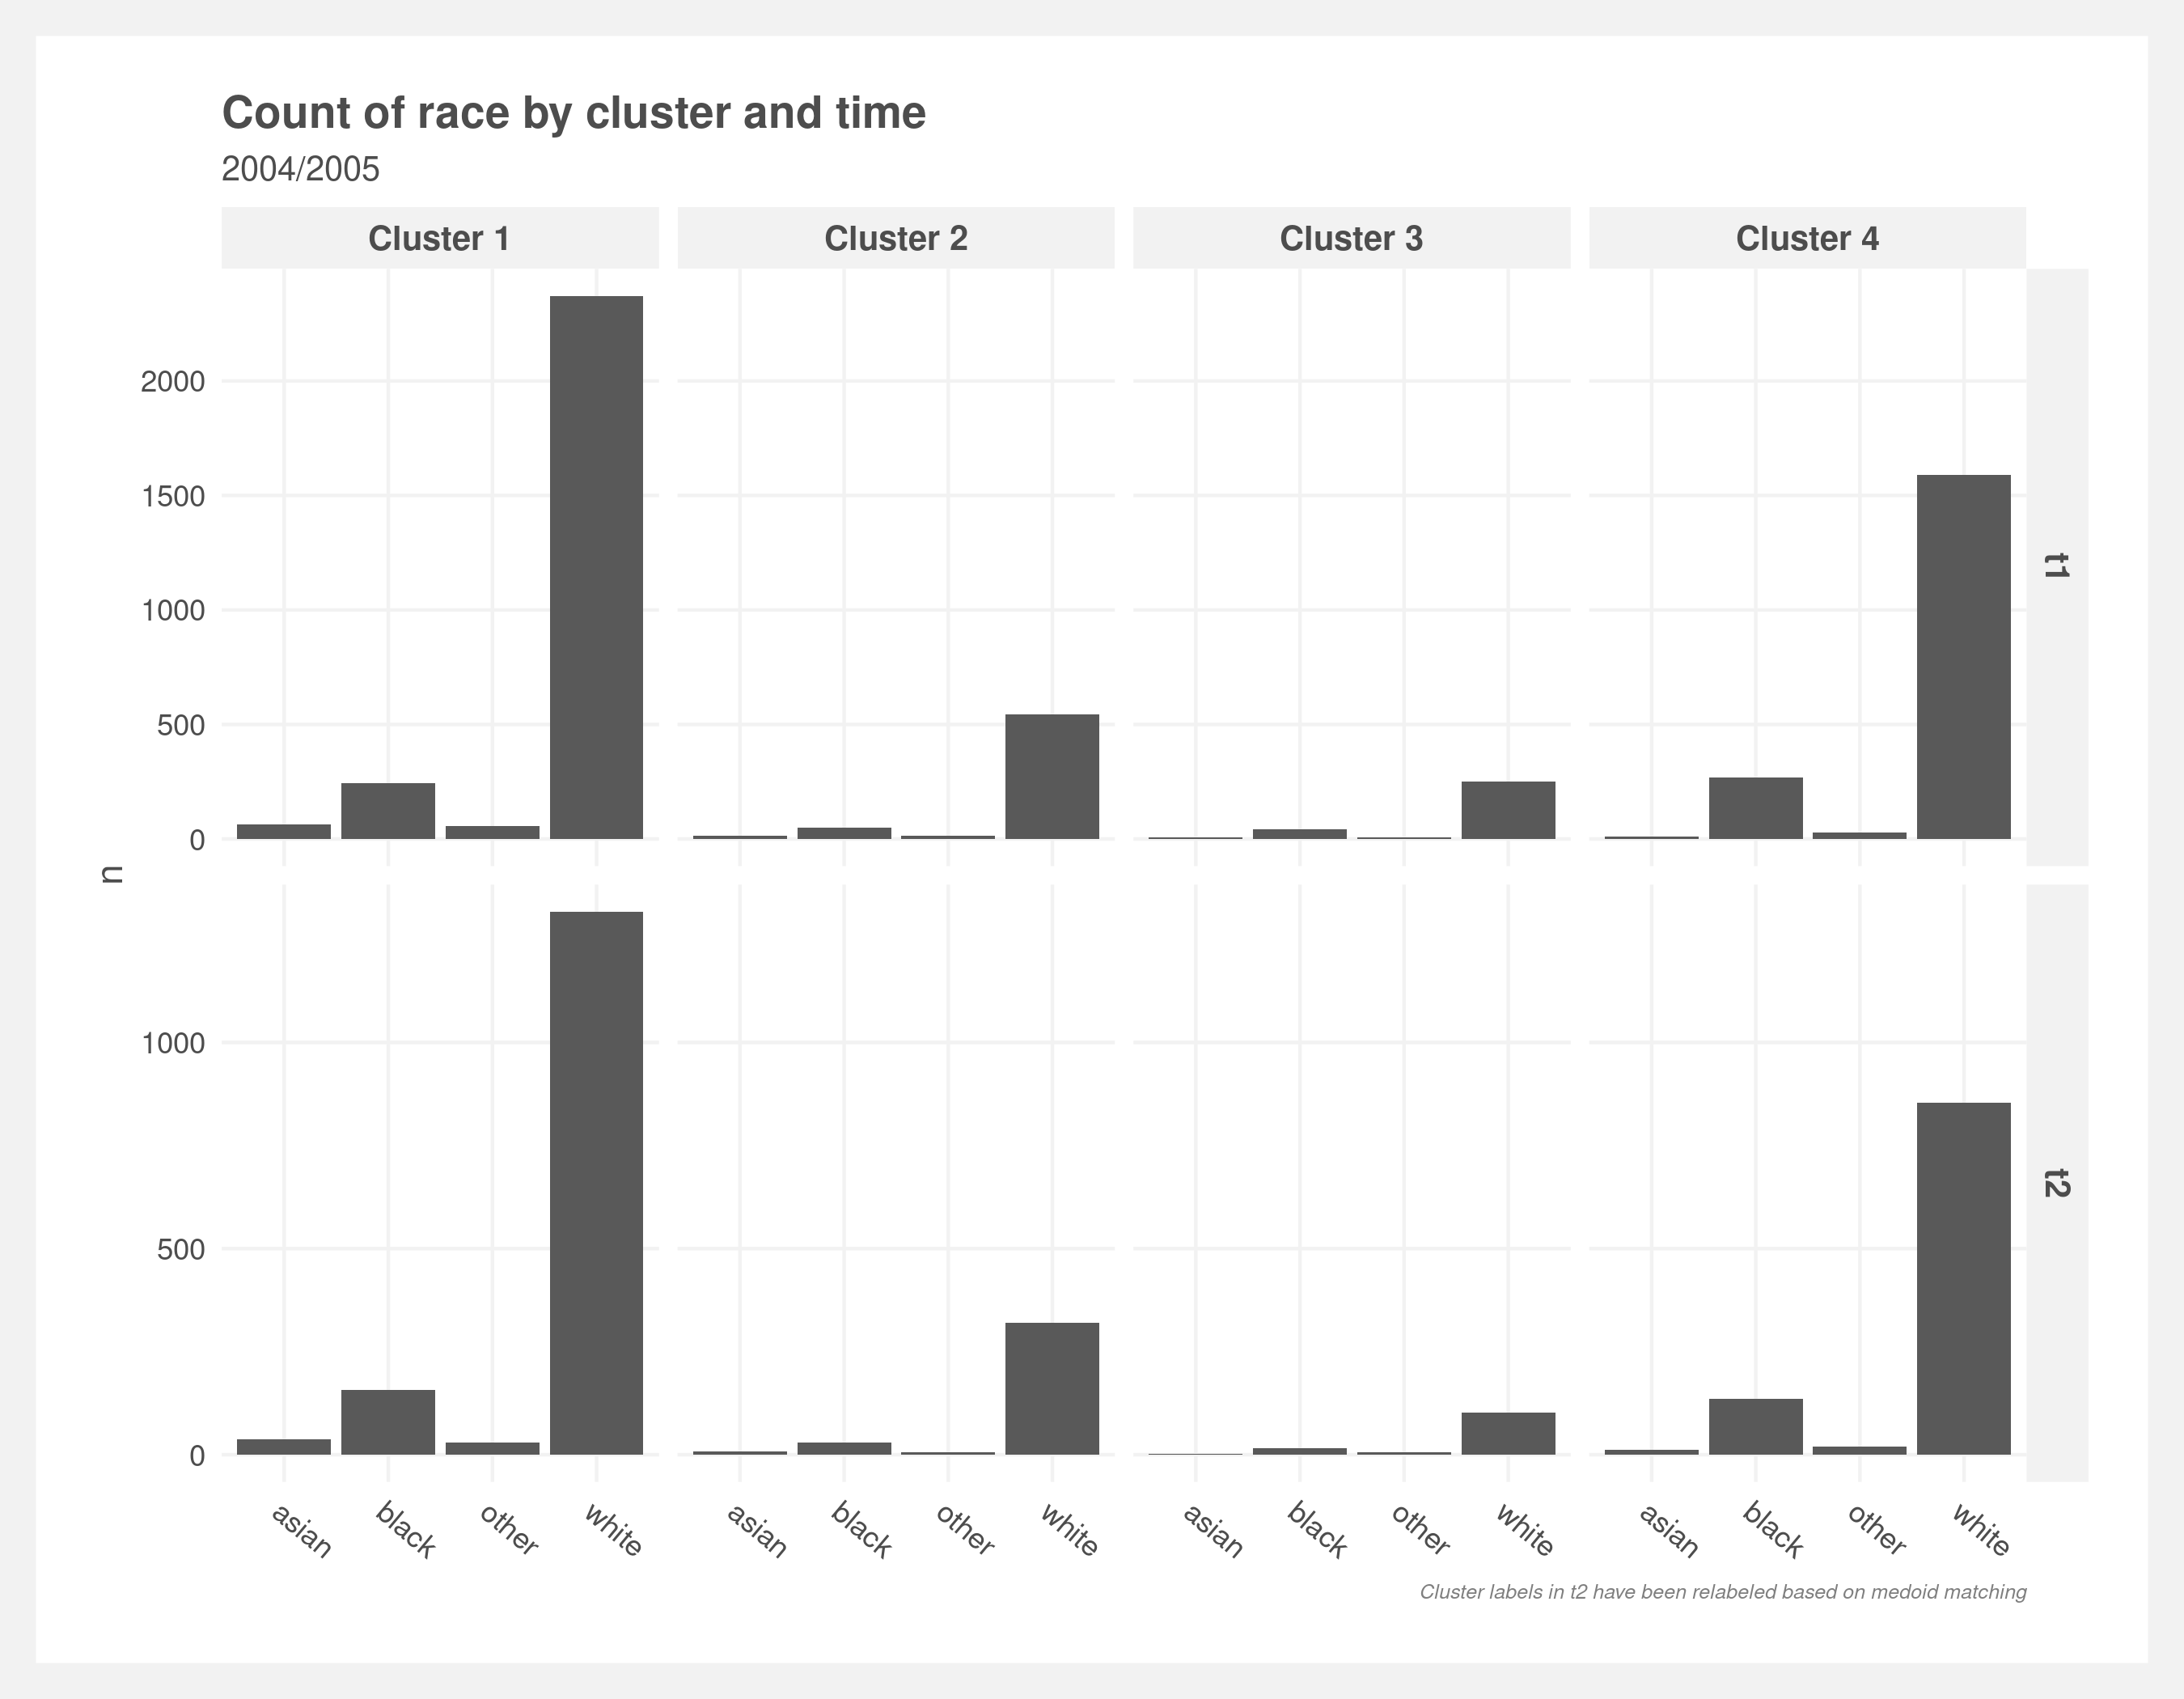 Count of race by cluster and time
2004/2005
Cluster 1 Cluster 2 Cluster 3 Cluster 4
2000
1500
1000
500
0
t1
n
1000
500
0
t2
asian black other white asian black other white asian black other white asian black other white
Cluster labels in t2 have been relabeled based on medoid matching